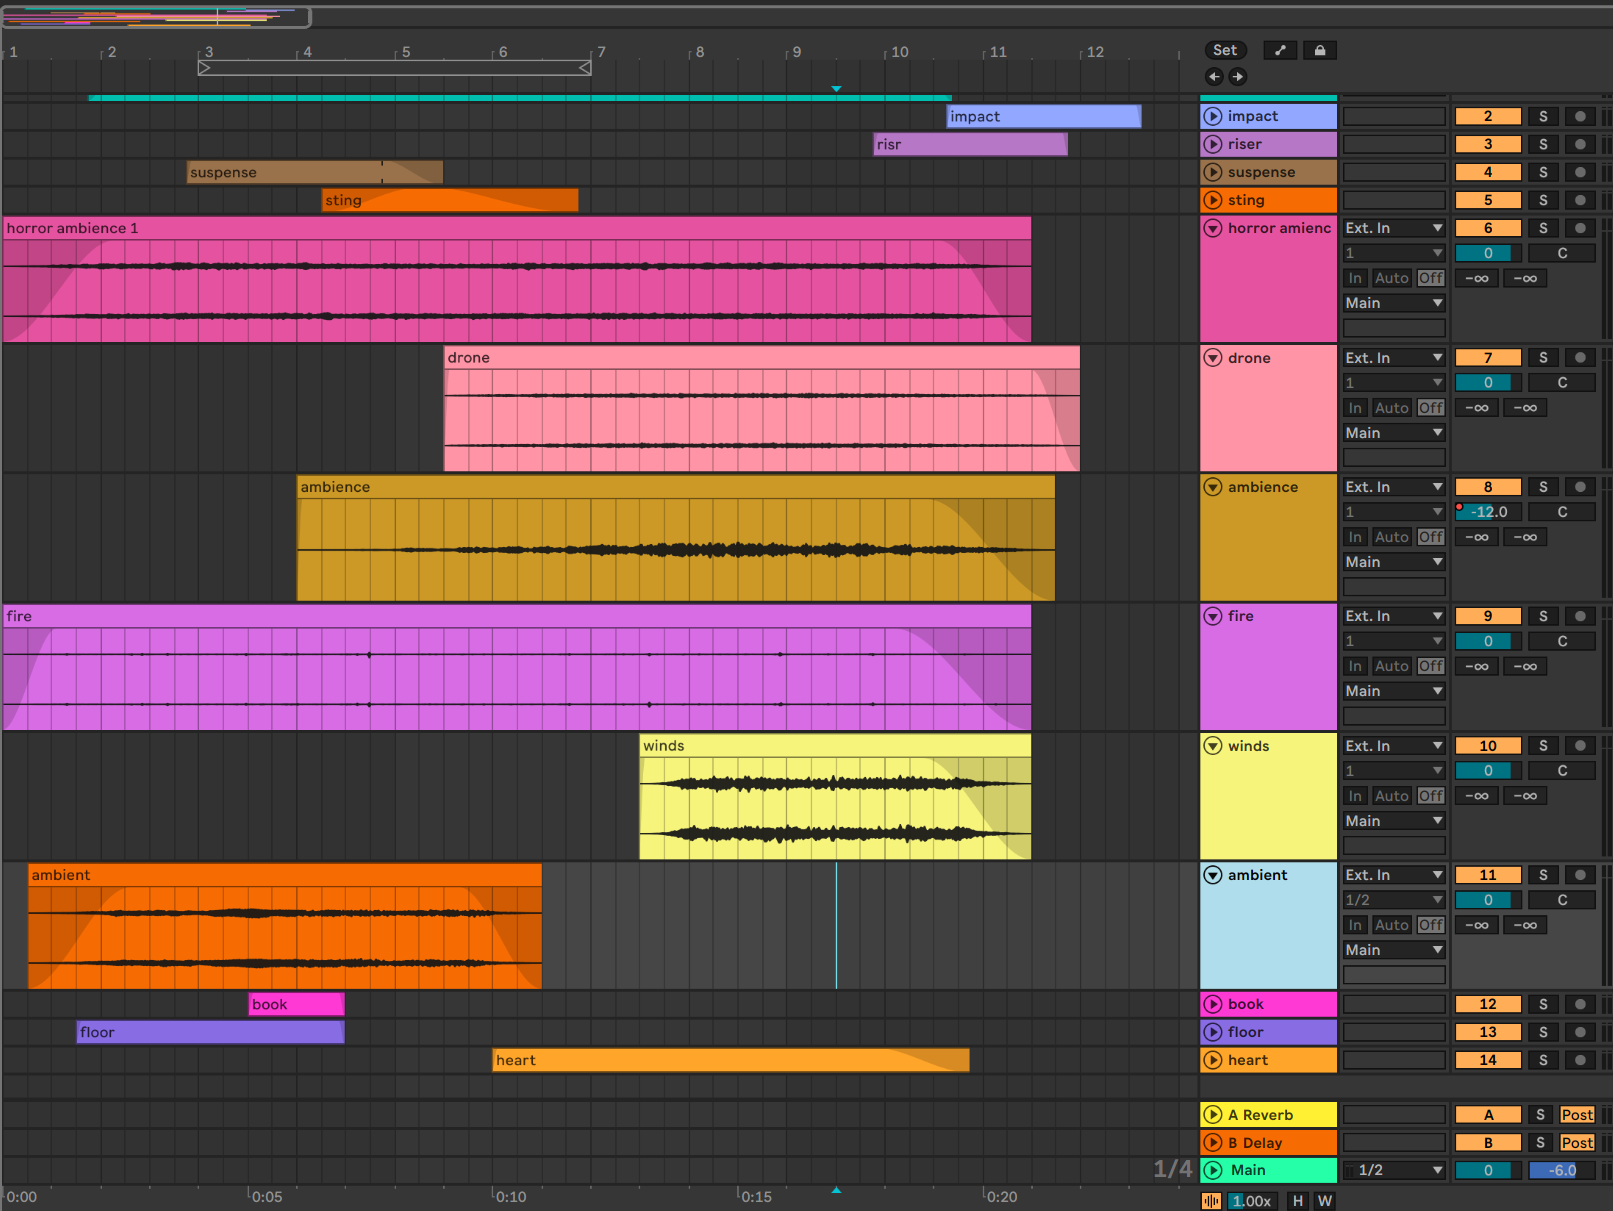 1 2 3 4 5 6 7 8 9 10 11 12 Set
impact impact 2 S
risr riser 3 S
suspense suspense 4 S
sting sting 5 S
horror ambience 1 horror amienc Ext. In 6 S
1 0 C
In Auto Off -∞ -∞
Main
drone drone Ext. In 7 S
1 0 C
In Auto Off -∞ -∞
Main
ambience ambience Ext. In 8 S
1 -12.0 C
In Auto Off -∞ -∞
Main
fire fire Ext. In 9 S
1 0 C
In Auto Off -∞ -∞
Main
winds winds Ext. In 10 S
1 0 C
In Auto Off -∞ -∞
Main
ambient ambient Ext. In 11 S
1/2 0 C
In Auto Off -∞ -∞
Main
book book 12 S
floor floor 13 S
heart heart 14 S
A Reverb A S Post
B Delay B S Post
1/4 Main 1/2 0 -6.0
0:00 0:05 0:10 0:15 0:20 1.00x H W